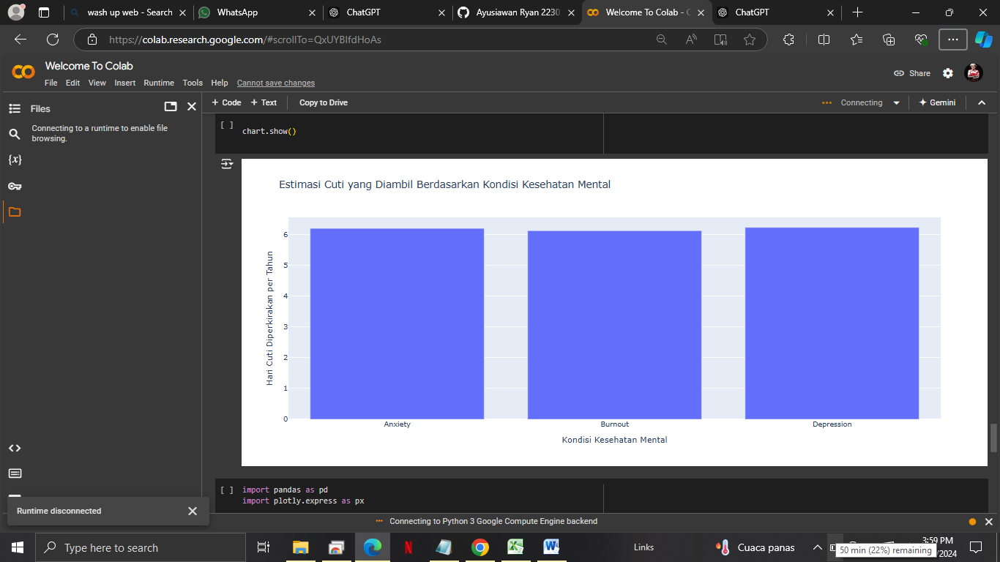 wash up web - Search
WhatsApp
ChatGPT
Ayusiawan Ryan 2230
Welcome To Colab - C
ChatGPT
https://colab.research.google.com/#scrollTo=QxUYBIfdHoAs
Welcome To Colab
File Edit View Insert Runtime Tools Help Cannot save changes
Share
+ Code + Text Copy to Drive
Connecting
Gemini
Files
Connecting to a runtime to enable file
browsing.
{x}
[ ]
chart.show()
Estimasi Cuti yang Diambil Berdasarkan Kondisi Kesehatan Mental
Hari Cuti Diperkirakan per Tahun
6
5
4
3
2
1
0
Anxiety Burnout Depression
Kondisi Kesehatan Mental
[ ] import pandas as pd
import plotly.express as px
Runtime disconnected
Connecting to Python 3 Google Compute Engine backend
Type here to search
Links
Cuaca panas
3:59 PM
/2024
50 min (22%) remaining